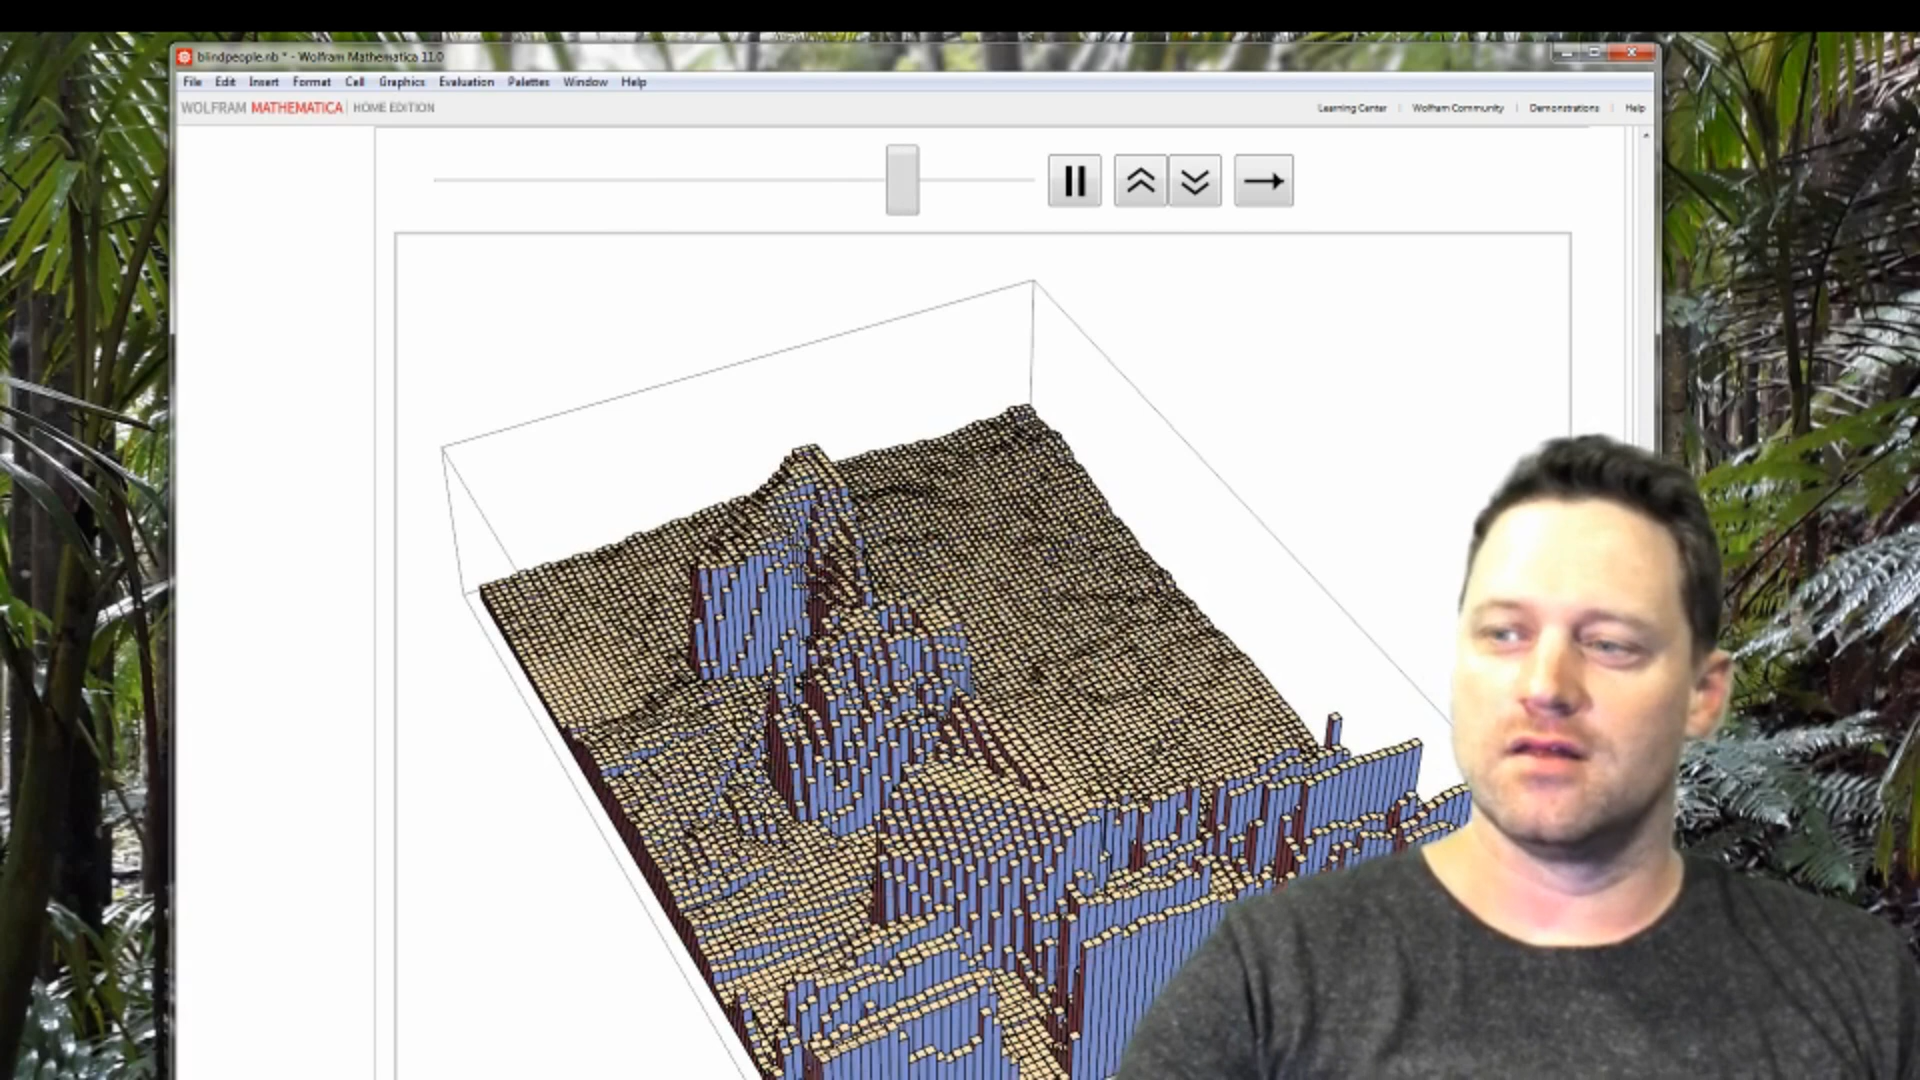 blindpeople.nb * - Wolfram Mathematica 11.0
File Edit Insert Format Cell Graphics Evaluation Palettes Window Help
WOLFRAM MATHEMATICA | HOME EDITION
Learning Center | Wolfram Community | Demonstrations | Help